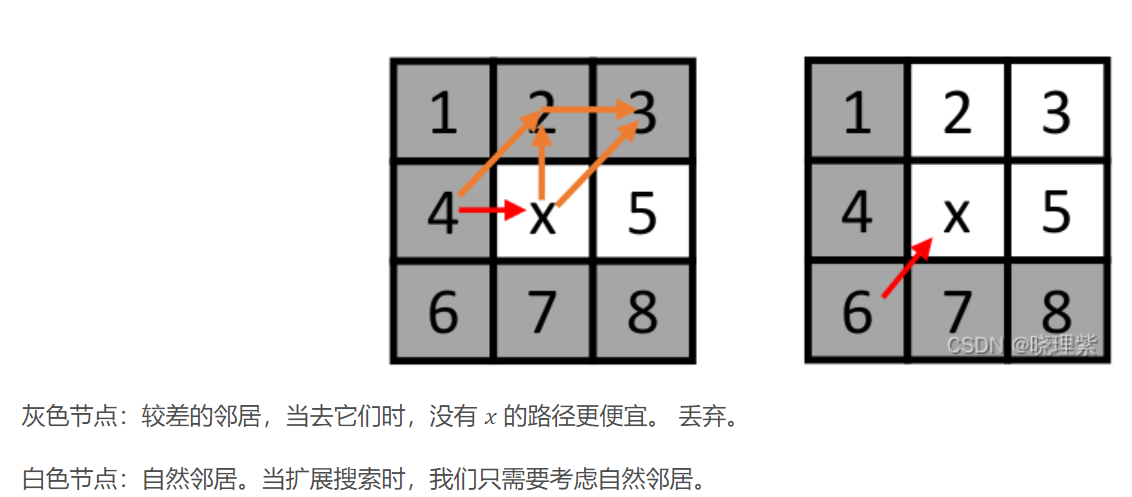 1 2 3 1 2 3
4 x 5 4 x 5
6 7 8 6 7 8
CSDN @晓理紫
灰色节点：较差的邻居，当去它们时，没有 x 的路径更便宜。 丢弃。
白色节点：自然邻居。当扩展搜索时，我们只需要考虑自然邻居。